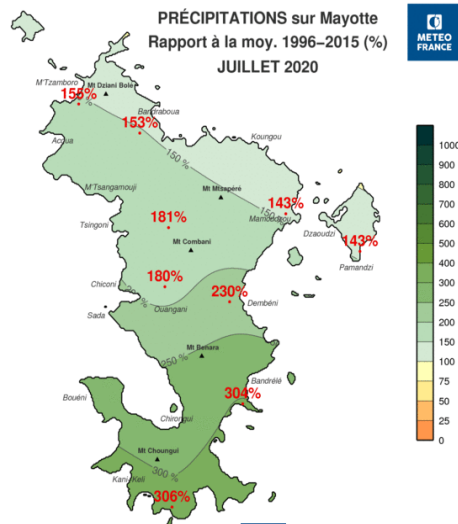 PRÉCIPITATIONS sur Mayotte
Rapport à la moy. 1996–2015 (%)
JUILLET 2020
METEO
FRANCE
M'Tzamboro
Mt Dziani Bolé
Bandraboua
153%
Acoua
Koungou
150 %
M'Tsangamouji
Mt Mtsapéré
143%
Mamoudzou
Tsingoni
181%
Dzaoudzi
Mt Combani
143%
Pamandzi
Chiconi
180%
230%
Ouangani
Dembéni
Sada
Mt Benara
250 %
Bandrélé
304%
Bouéni
Chirongui
Mt Choungui
300 %
Kani-Kéli
306%
1000
900
800
700
600
500
400
300
250
200
150
100
75
50
25
0